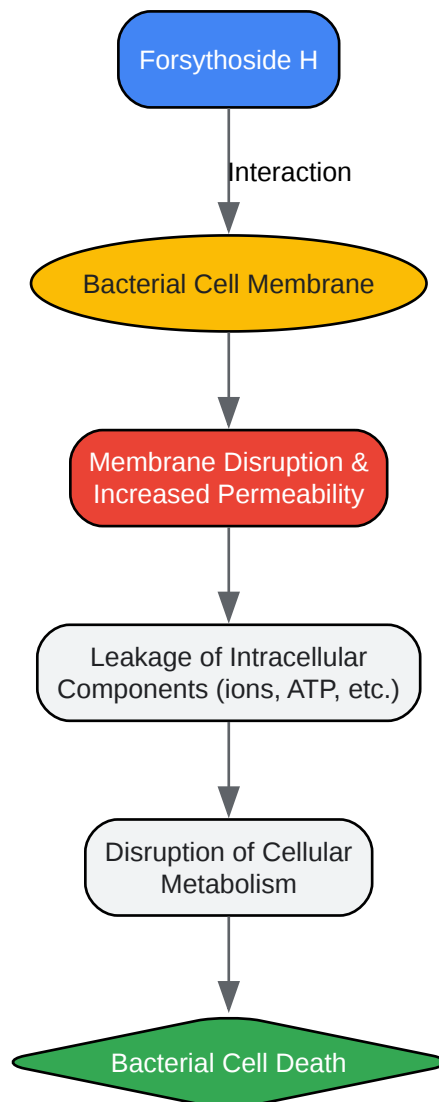 Forsythoside H
Interaction
Bacterial Cell Membrane
Membrane Disruption &
Increased Permeability
Leakage of Intracellular
Components (ions, ATP, etc.)
Disruption of Cellular
Metabolism
Bacterial Cell Death